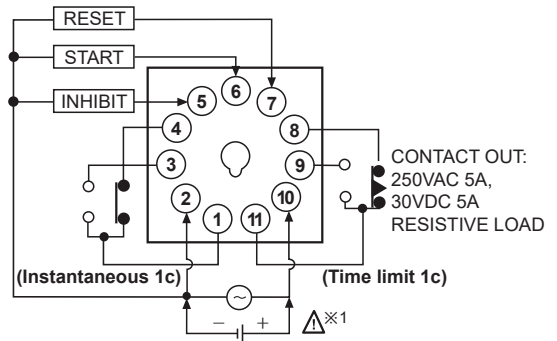 RESET
START
INHIBIT
6
5
7
4
8
3
9
2
10
1
11
CONTACT OUT:
250VAC 5A,
30VDC 5A
RESISTIVE LOAD
(Instantaneous 1c)
(Time limit 1c)
~
− +
⚠※1